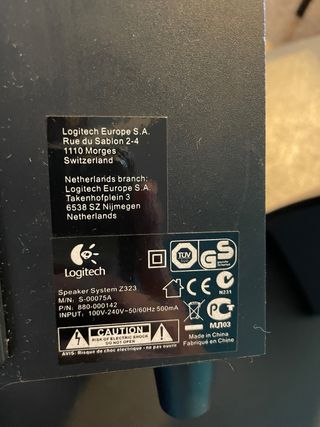 Logitech Europe S.A.
Rue du Sablon 2-4
1110 Morges
Switzerland
Netherlands branch:
Logitech Europe S.A.
Takenhofplein 3
6538 SZ Nijmegen
Netherlands
Logitech
TÜV
GS
CE
N231
Speaker System Z323
M/N: S-00075A
P/N: 880-000142
INPUT: 100V-240V~50/60Hz 500mA
МЛ03
CAUTION
RISK OF ELECTRIC SHOCK
DO NOT OPEN
AVIS: Risque de choc electrique - ne pas ouvrir
Made in China
Fabriqué en Chine